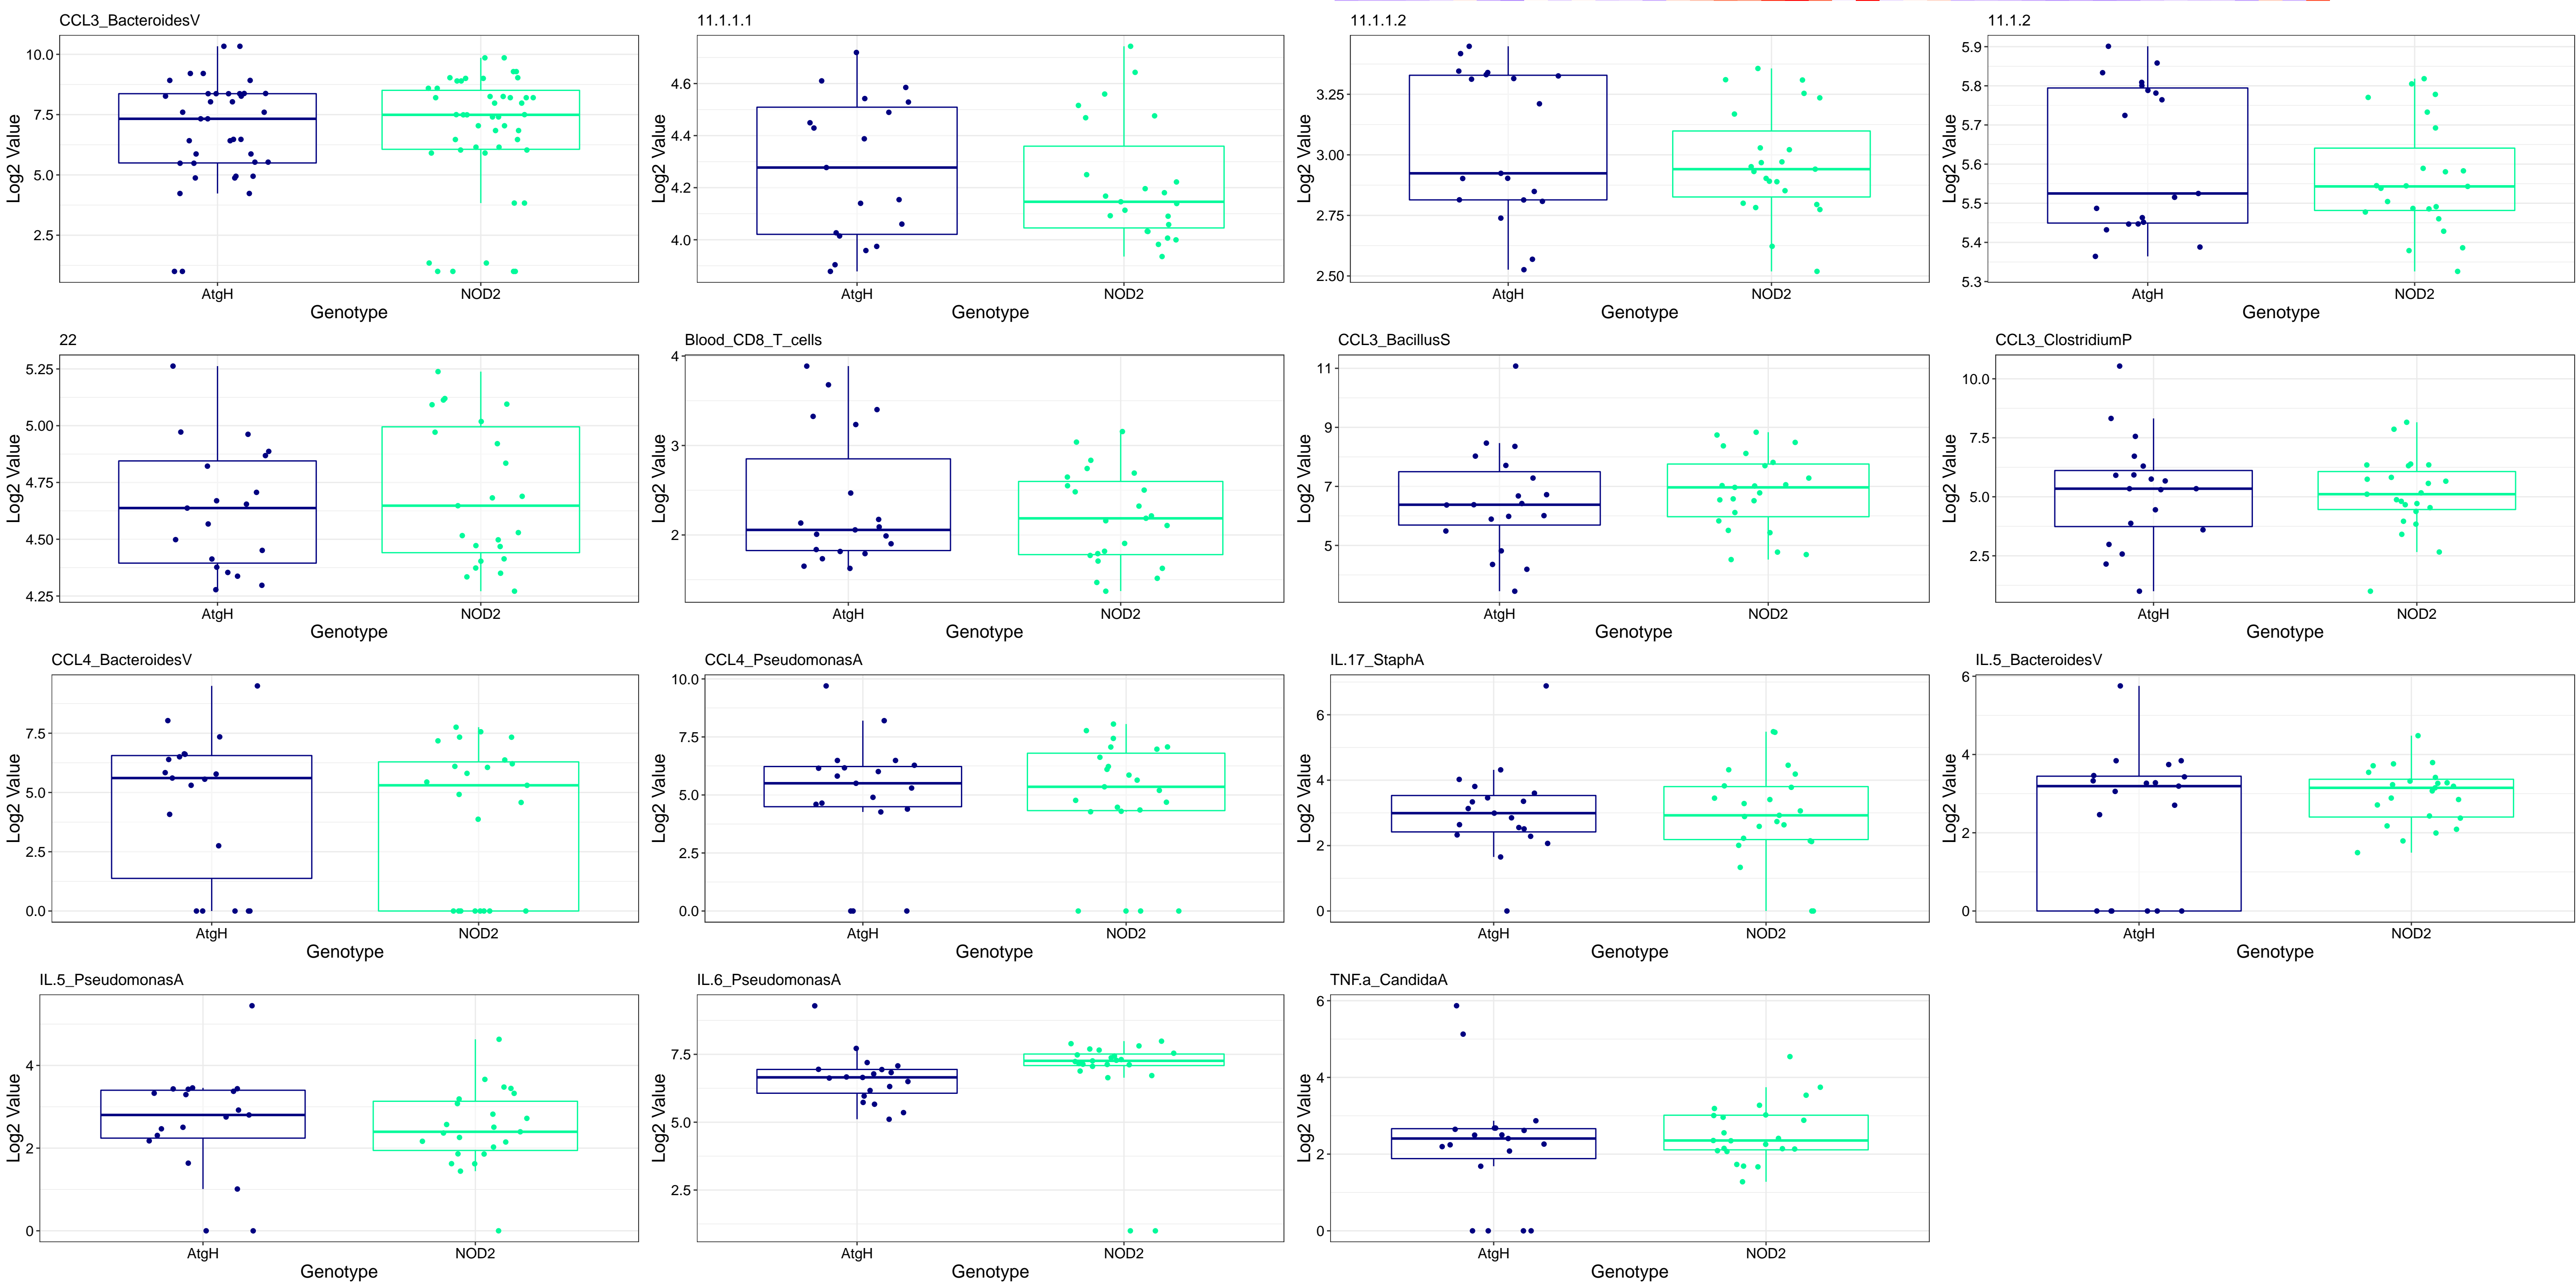 CCL3_BacteroidesV
Log2 Value
10.0
7.5
5.0
2.5
AtgH
NOD2
Genotype
11.1.1.1
Log2 Value
4.6
4.4
4.2
4.0
AtgH
NOD2
Genotype
11.1.1.2
Log2 Value
3.25
3.00
2.75
2.50
AtgH
NOD2
Genotype
11.1.2
Log2 Value
5.9
5.8
5.7
5.6
5.5
5.4
5.3
AtgH
NOD2
Genotype
22
Log2 Value
5.25
5.00
4.75
4.50
4.25
AtgH
NOD2
Genotype
Blood_CD8_T_cells
Log2 Value
4
3
2
AtgH
NOD2
Genotype
CCL3_BacillusS
Log2 Value
11
9
7
5
AtgH
NOD2
Genotype
CCL3_ClostridiumP
Log2 Value
10.0
7.5
5.0
2.5
AtgH
NOD2
Genotype
CCL4_BacteroidesV
Log2 Value
7.5
5.0
2.5
0.0
AtgH
NOD2
Genotype
CCL4_PseudomonasA
Log2 Value
10.0
7.5
5.0
2.5
0.0
AtgH
NOD2
Genotype
IL.17_StaphA
Log2 Value
6
4
2
0
AtgH
NOD2
Genotype
IL.5_BacteroidesV
Log2 Value
6
4
2
0
AtgH
NOD2
Genotype
IL.5_PseudomonasA
Log2 Value
4
2
0
AtgH
NOD2
Genotype
IL.6_PseudomonasA
Log2 Value
7.5
5.0
2.5
AtgH
NOD2
Genotype
TNF.a_CandidaA
Log2 Value
6
4
2
0
AtgH
NOD2
Genotype